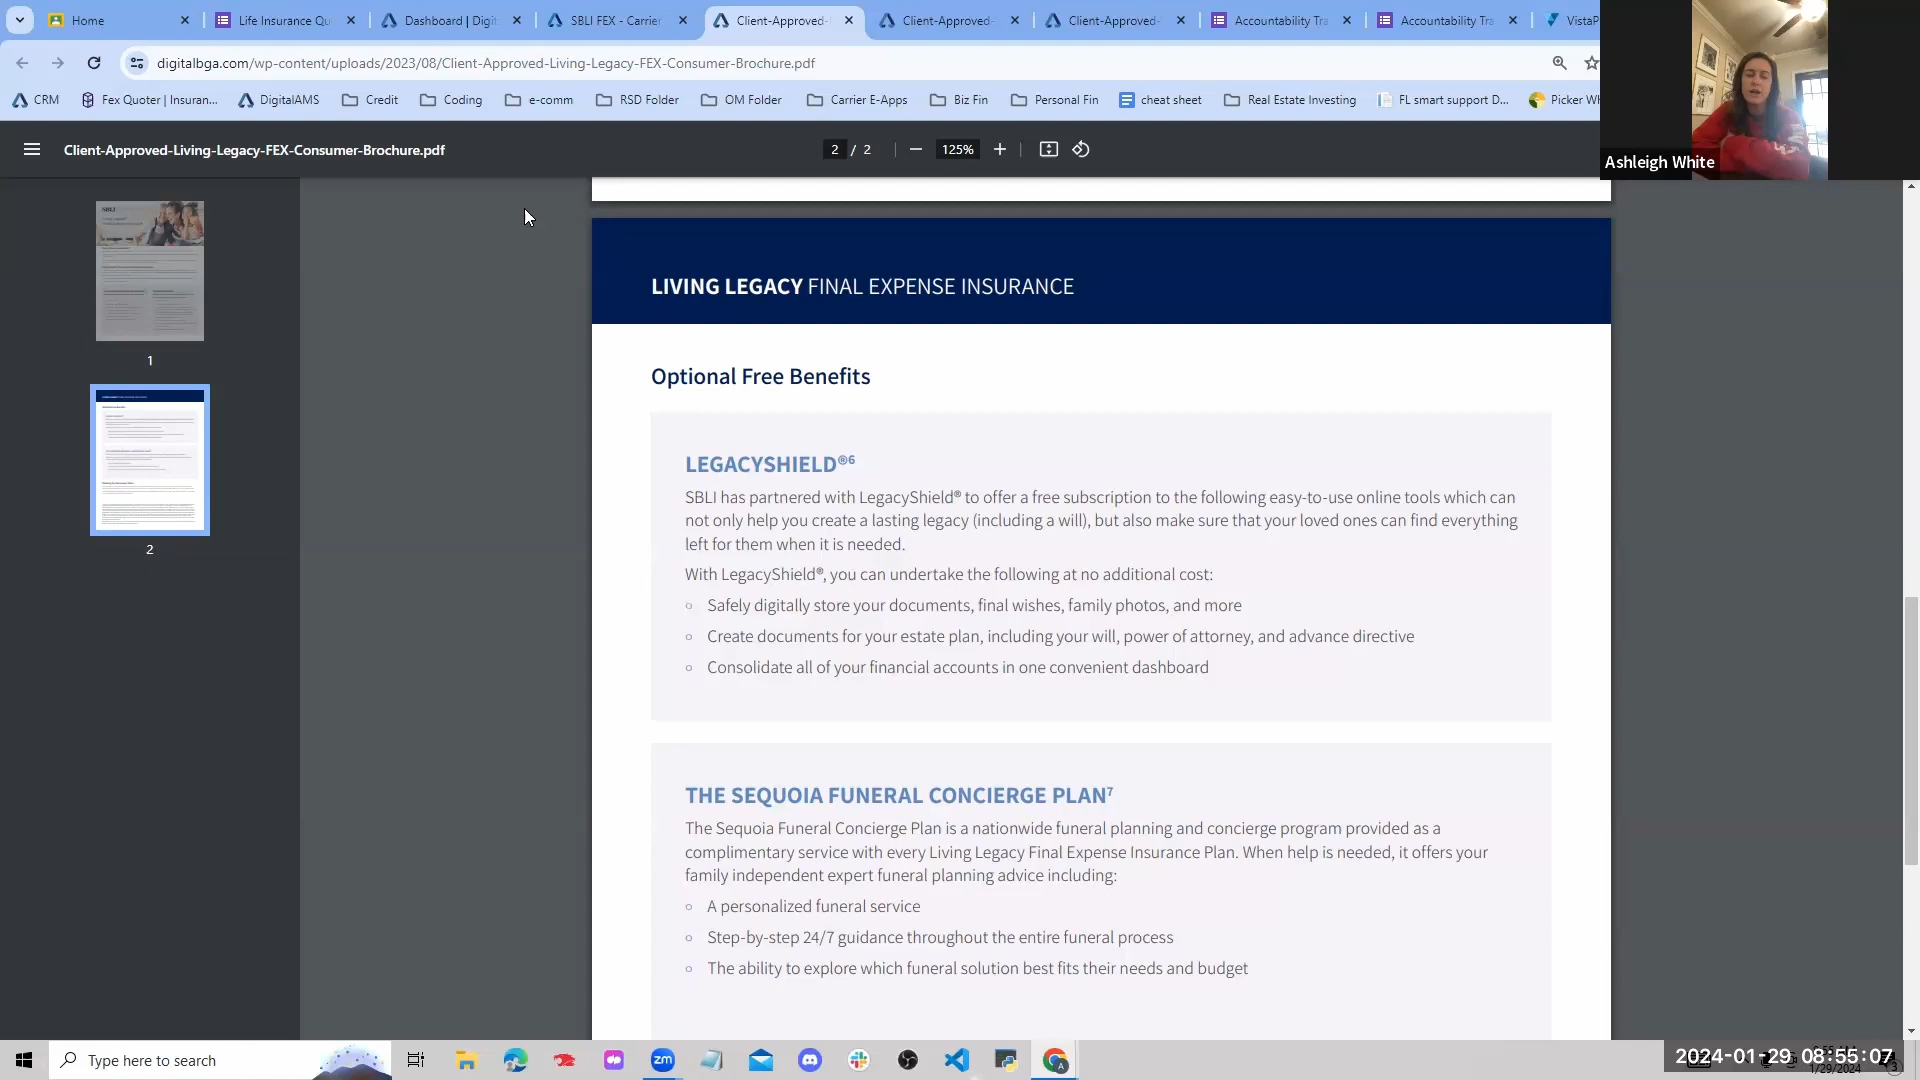 Home
Life Insurance Qu
Dashboard | Digit
SBLI FEX - Carrier
Client-Approved-
Client-Approved-
Client-Approved-
Accountability Tra
Accountability Tra
VistaP
digitalbga.com/wp-content/uploads/2023/08/Client-Approved-Living-Legacy-FEX-Consumer-Brochure.pdf
CRM
Fex Quoter | Insuran...
DigitalAMS
Credit
Coding
e-comm
RSD Folder
OM Folder
Carrier E-Apps
Biz Fin
Personal Fin
cheat sheet
Real Estate Investing
FL smart support D...
Picker Wh
Ashleigh White
Client-Approved-Living-Legacy-FEX-Consumer-Brochure.pdf
2 / 2
125%
1
2
LIVING LEGACY FINAL EXPENSE INSURANCE
Optional Free Benefits
LEGACYSHIELD®6
SBLI has partnered with LegacyShield® to offer a free subscription to the following easy-to-use online tools which can
not only help you create a lasting legacy (including a will), but also make sure that your loved ones can find everything
left for them when it is needed.
With LegacyShield®, you can undertake the following at no additional cost:
Safely digitally store your documents, final wishes, family photos, and more
Create documents for your estate plan, including your will, power of attorney, and advance directive
Consolidate all of your financial accounts in one convenient dashboard
THE SEQUOIA FUNERAL CONCIERGE PLAN7
The Sequoia Funeral Concierge Plan is a nationwide funeral planning and concierge program provided as a
complimentary service with every Living Legacy Final Expense Insurance Plan. When help is needed, it offers your
family independent expert funeral planning advice including:
A personalized funeral service
Step-by-step 24/7 guidance throughout the entire funeral process
The ability to explore which funeral solution best fits their needs and budget
Type here to search
zm
2024-01-29 08:55:07
1/29/2024